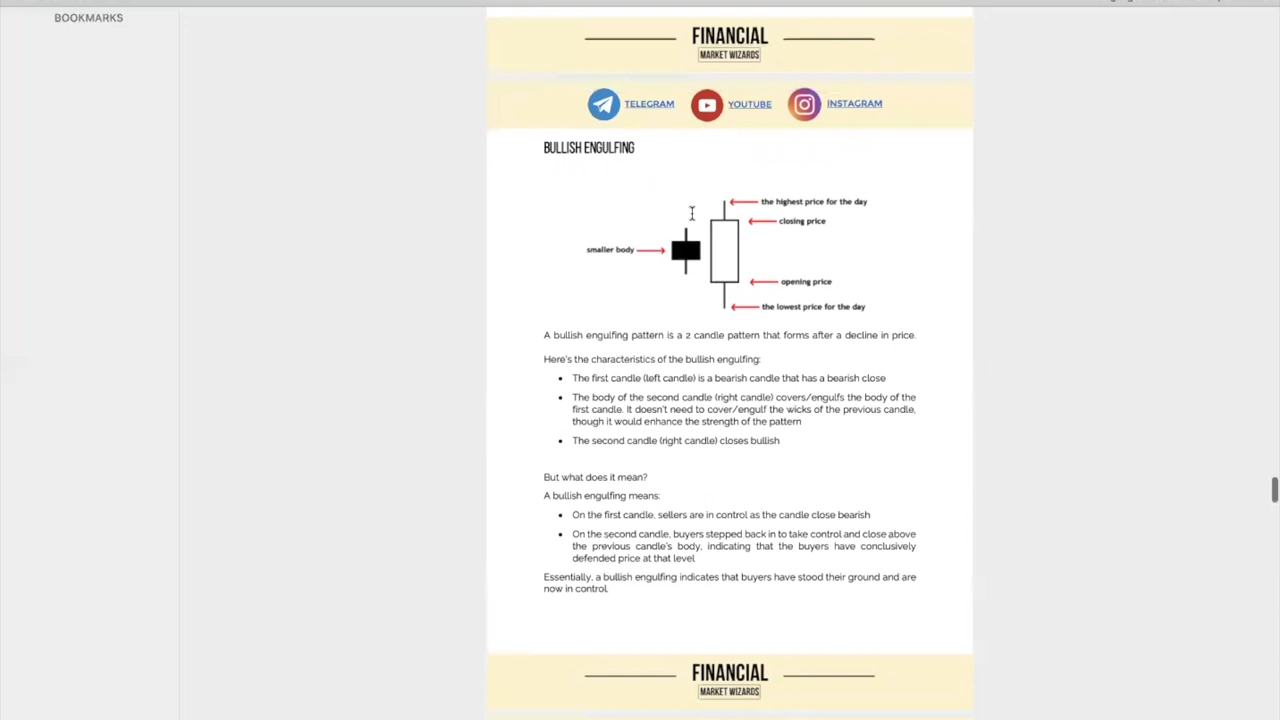 BOOKMARKS
FINANCIAL
MARKET WIZARDS
TELEGRAM YOUTUBE INSTAGRAM
BULLISH ENGULFING
the highest price for the day
closing price
smaller body
opening price
the lowest price for the day
A bullish engulfing pattern is a 2 candle pattern that forms after a decline in price.
Here's the characteristics of the bullish engulfing:
• The first candle (left candle) is a bearish candle that has a bearish close
• The body of the second candle (right candle) covers/engulfs the body of the
first candle. It doesn't need to cover/engulf the wicks of the previous candle,
though it would enhance the strength of the pattern
• The second candle (right candle) closes bullish
But what does it mean?
A bullish engulfing means:
• On the first candle, sellers are in control as the candle close bearish
• On the second candle, buyers stepped back in to take control and close above
the previous candle's body, indicating that the buyers have conclusively
defended price at that level
Essentially, a bullish engulfing indicates that buyers have stood their ground and are
now in control.
FINANCIAL
MARKET WIZARDS